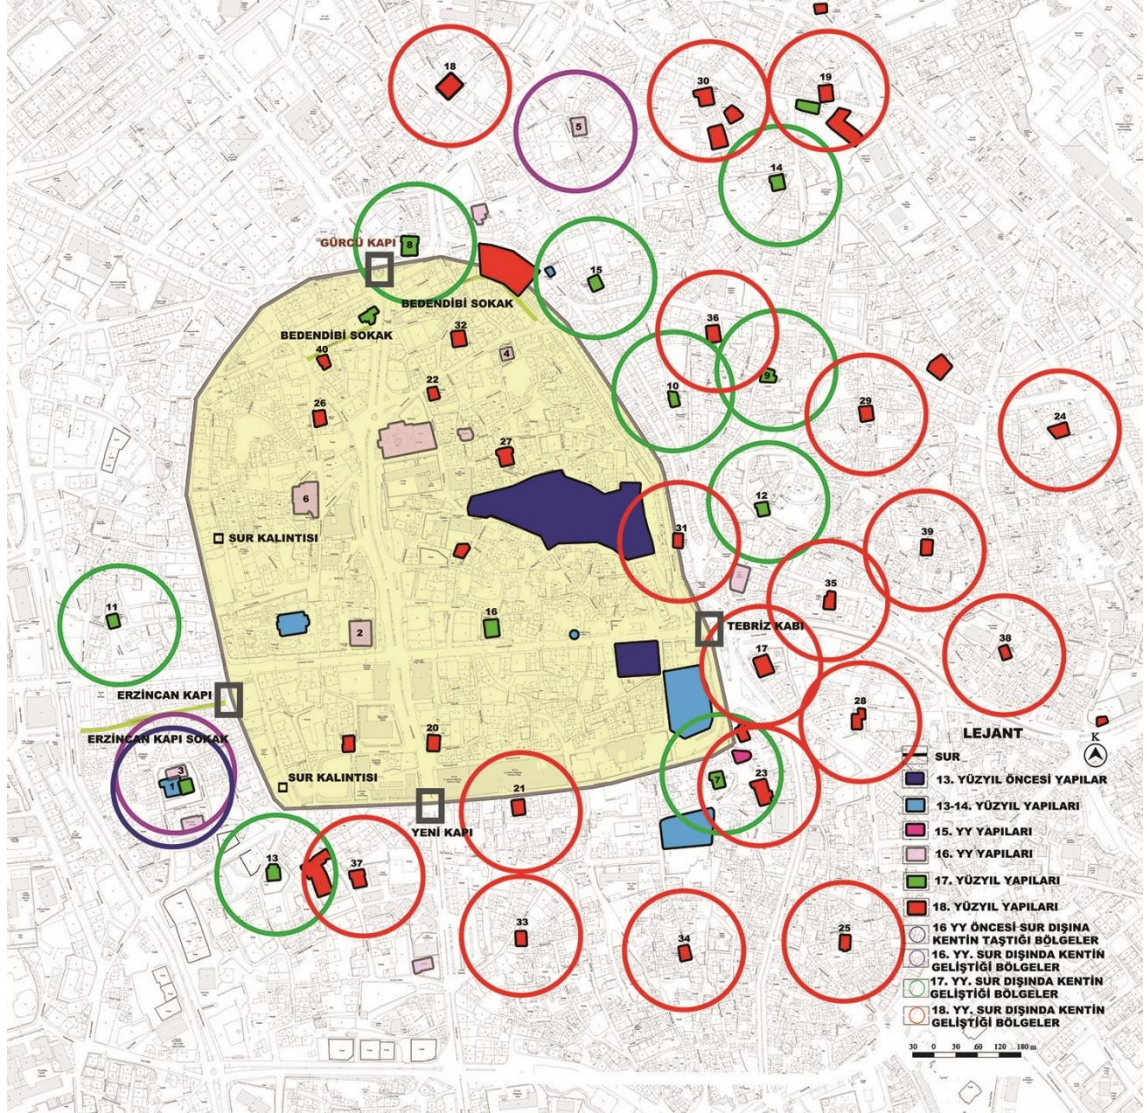 18
5
30
19
14
8
GÜRCÜ KAPI
15
BEDENDİBİ SOKAK
BEDENDİBİ SOKAK
32
36
4
40
22
10
9
29
24
26
27
6
12
SUR KALINTISI
31
39
35
11
2
16
TEBRİZ KABI
38
17
ERZİNCAN KAPI
ERZİNCAN KAPI SOKAK
28
20
3
1
SUR KALINTISI
7
23
21
YENİ KAPI
13
37
33
34
25
LEJANT
K
SUR
13. YÜZYIL ÖNCESİ YAPILAR
13-14. YÜZYIL YAPILARI
15. YY YAPILARI
16. YY YAPILARI
17. YÜZYIL YAPILARI
18. YÜZYIL YAPILARI
16 YY ÖNCESİ SUR DIŞINA
KENTİN TAŞTIĞI BÖLGELER
16. YY. SUR DIŞINDA KENTİN
GELİŞTİĞİ BÖLGELER
17. YY. SUR DIŞINDA KENTİN
GELİŞTİĞİ BÖLGELER
18. YY. SUR DIŞINDA KENTİN
GELİŞTİĞİ BÖLGELER
30 0 30 60 120 180 m